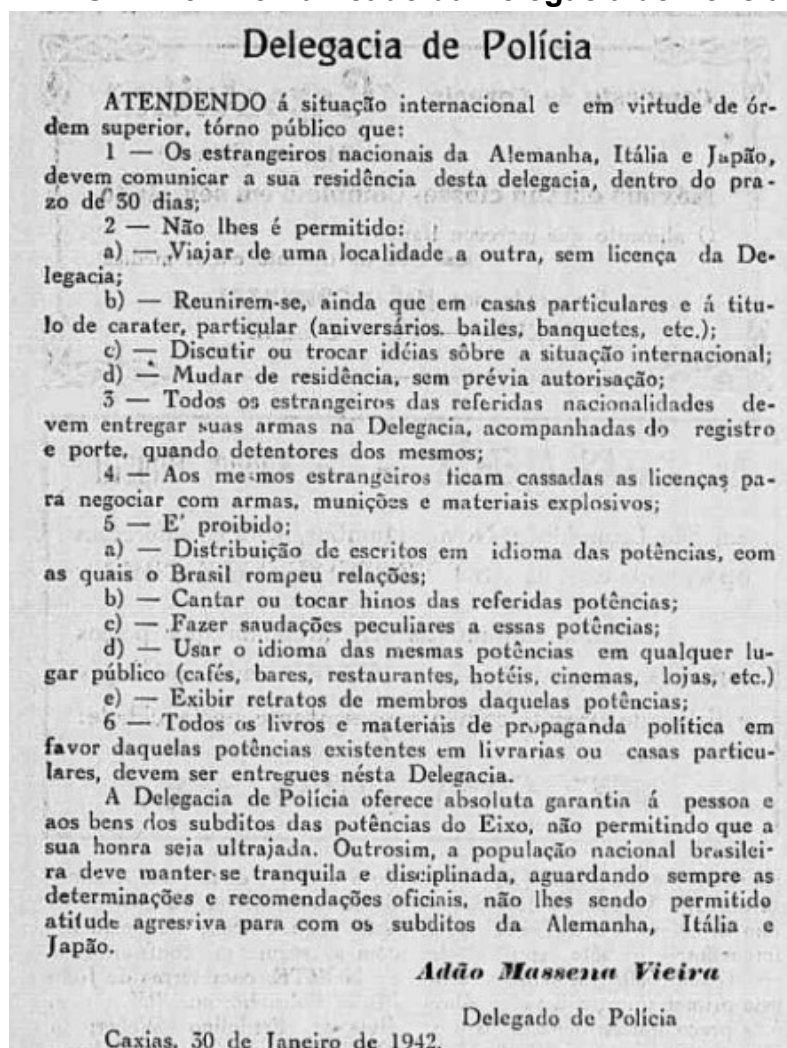 Delegacia de Polícia
ATENDENDO á situação internacional e em virtude de ór-
dem superior, tórno público que:
1 — Os estrangeiros nacionais da Alemanha, Itália e Japão,
devem comunicar a sua residência desta delegacia, dentro do pra-
zo de 30 dias;
2 — Não lhes é permitido:
a) — Viajar de uma localidade a outra, sem licença da De-
legacia;
b) — Reunirem-se, ainda que em casas particulares e á titu-
lo de carater, particular (aniversários. bailes, banquetes, etc.);
c) — Discutir ou trocar idéias sôbre a situação internacional;
d) — Mudar de residência, sem prévia autorisação;
3 — Todos os estrangeiros das referidas nacionalidades de-
vem entregar suas armas na Delegacia, acompanhadas do registro
e porte, quando detentores dos mesmos;
4 — Aos mesmos estrangeiros ficam cassadas as licenças pa-
ra negociar com armas, munições e materiais explosivos;
5 — E' proibido;
a) — Distribuição de escritos em idioma das potências, com
as quais o Brasil rompeu relações;
b) — Cantar ou tocar hinos das referidas potências;
c) — Fazer saudações peculiares a essas potências;
d) — Usar o idioma das mesmas potências em qualquer lu-
gar público (cafés, bares, restaurantes, hotéis, cinemas, lojas, etc.)
e) — Exibir retratos de membros daquelas potências;
6 — Todos os livros e materiáis de propaganda política em
favor daquelas potências existentes em livrarias ou casas particu-
lares, devem ser entregues nésta Delegacia.
A Delegacia de Polícia oferece absoluta garantia á pessoa e
aos bens dos subditos das potências do Eixo, não permitindo que a
sua honra seja ultrajada. Outrosim, a população nacional brasilei-
ra deve manter-se tranquila e disciplinada, aguardando sempre as
determinações e recomendações oficiais, não lhes sendo permitido
atitude agressiva para com os subditos da Alemanha, Itália e
Japão.
Adão Massena Vieira
Delegado de Policia
Caxias, 30 de Janeiro de 1942.